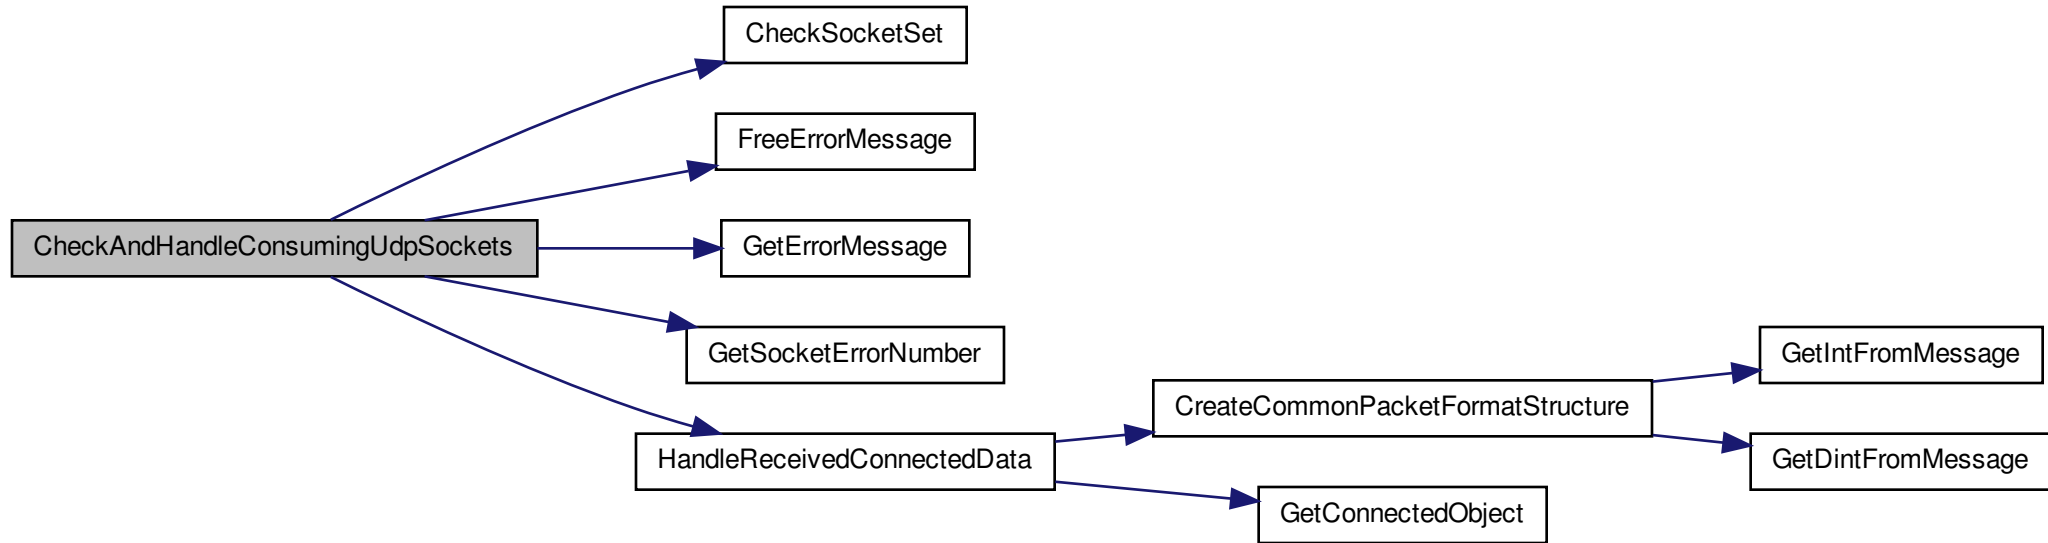 CheckSocketSet
FreeErrorMessage
CheckAndHandleConsumingUdpSockets
GetErrorMessage
GetSocketErrorNumber
GetIntFromMessage
CreateCommonPacketFormatStructure
HandleReceivedConnectedData
GetDintFromMessage
GetConnectedObject